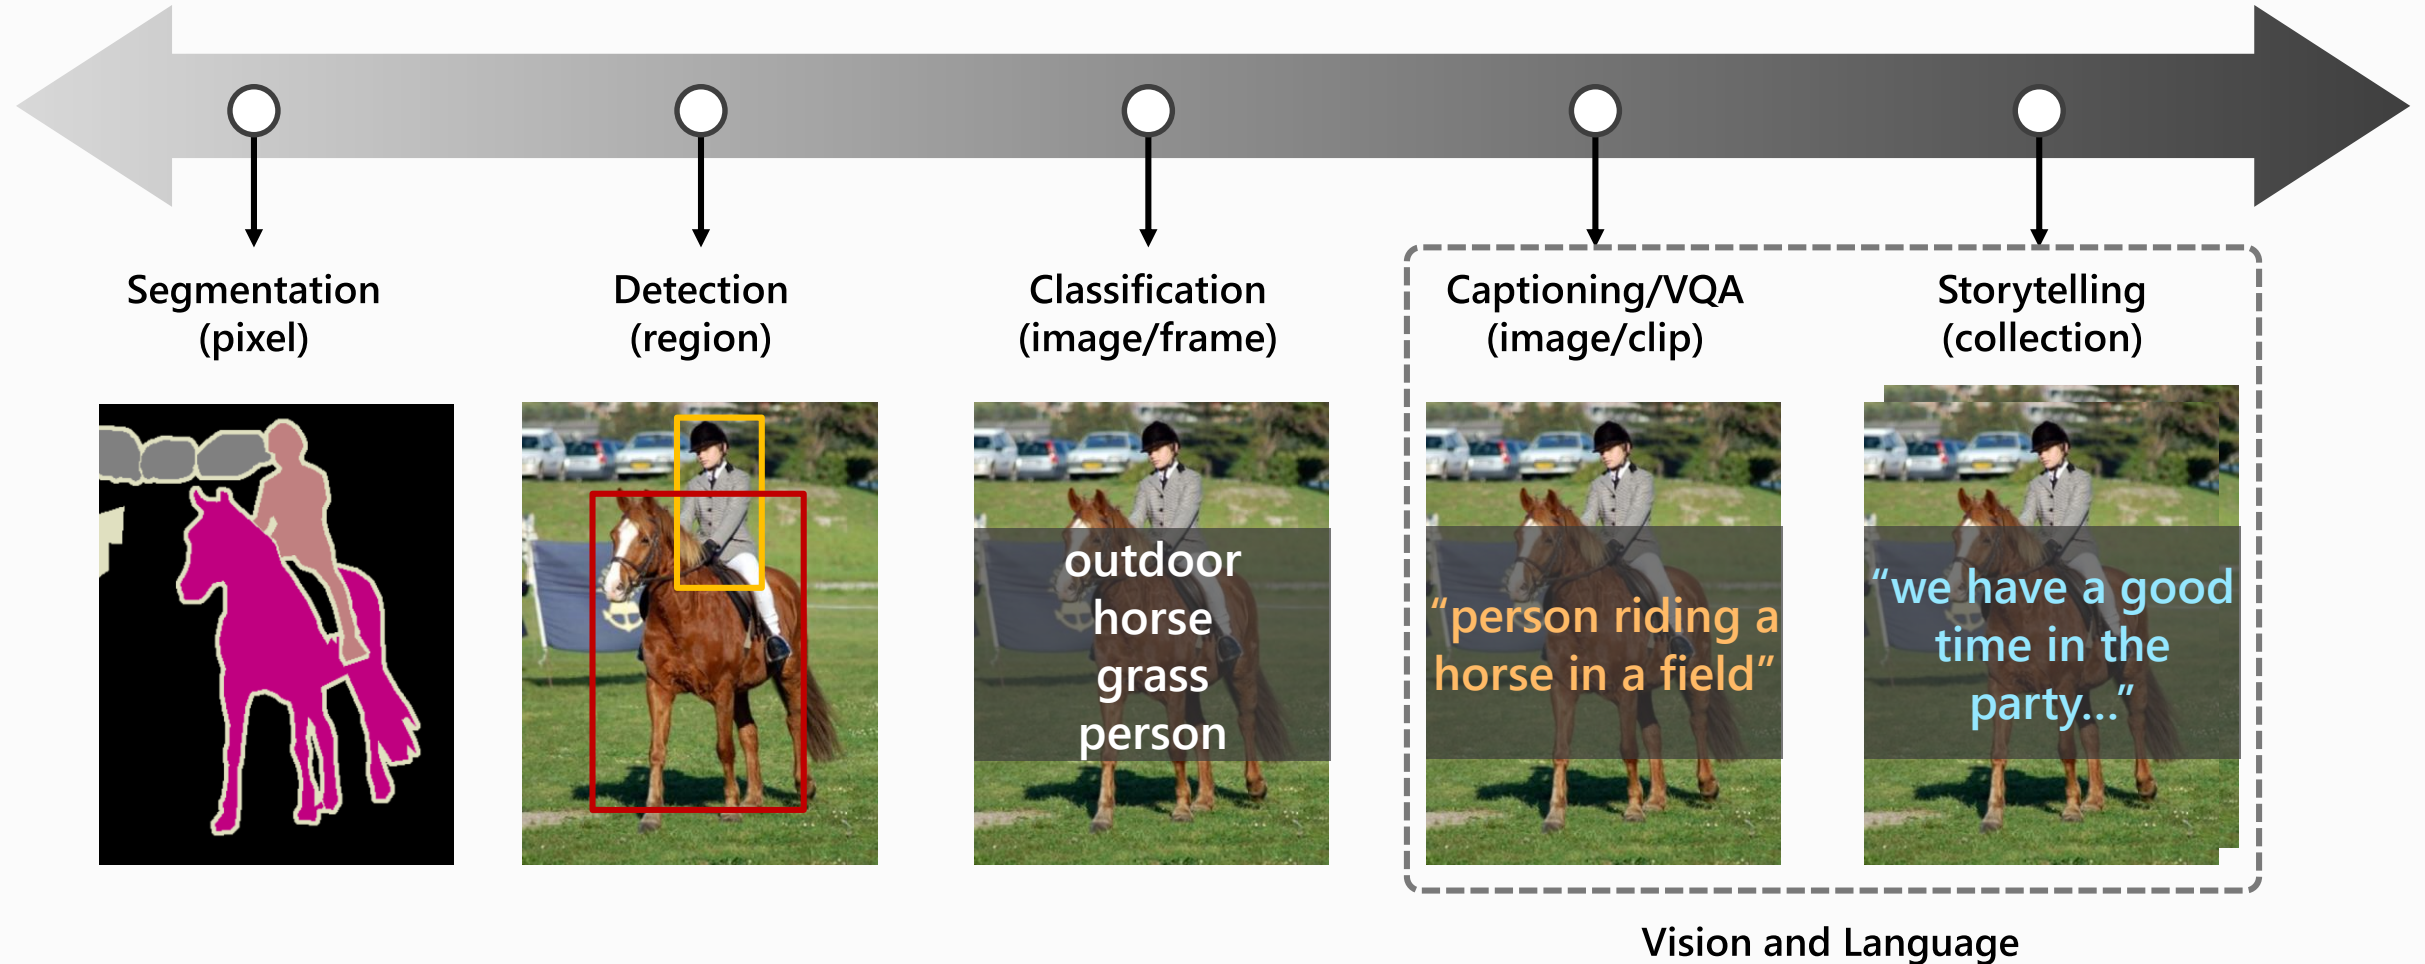 Segmentation
(pixel)
Detection
(region)
Classification
(image/frame)
Captioning/VQA
(image/clip)
Storytelling
(collection)
outdoor
horse
grass
person
“person riding a
horse in a field”
“we have a good
time in the
party...”
Vision and Language